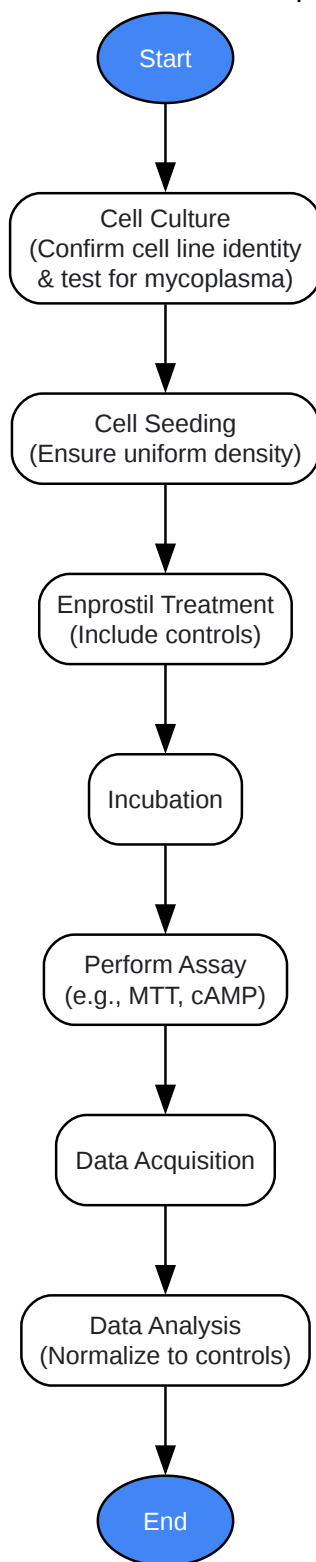 Start
Cell Culture
(Confirm cell line identity
& test for mycoplasma)
Cell Seeding
(Ensure uniform density)
Enprostil Treatment
(Include controls)
Incubation
Perform Assay
(e.g., MTT, cAMP)
Data Acquisition
Data Analysis
(Normalize to controls)
End